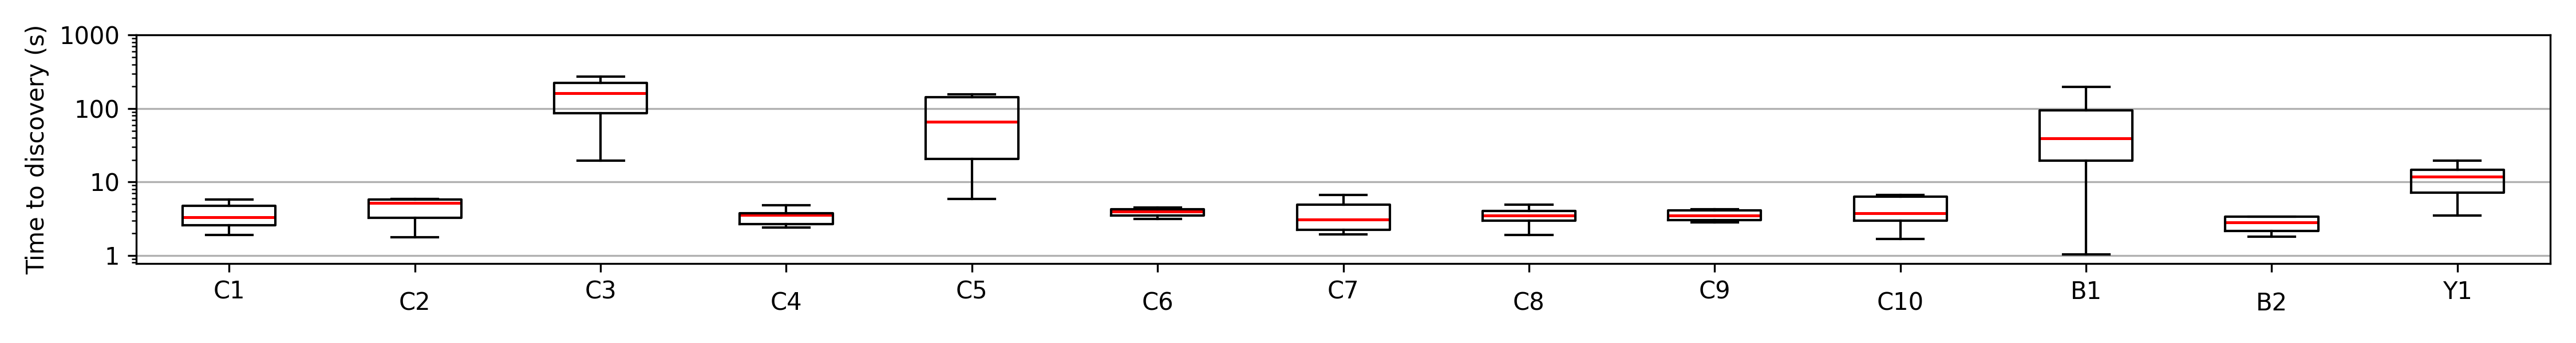 Time to discovery (s)
1000
100
10
1
C1
C2
C3
C4
C5
C6
C7
C8
C9
C10
B1
B2
Y1